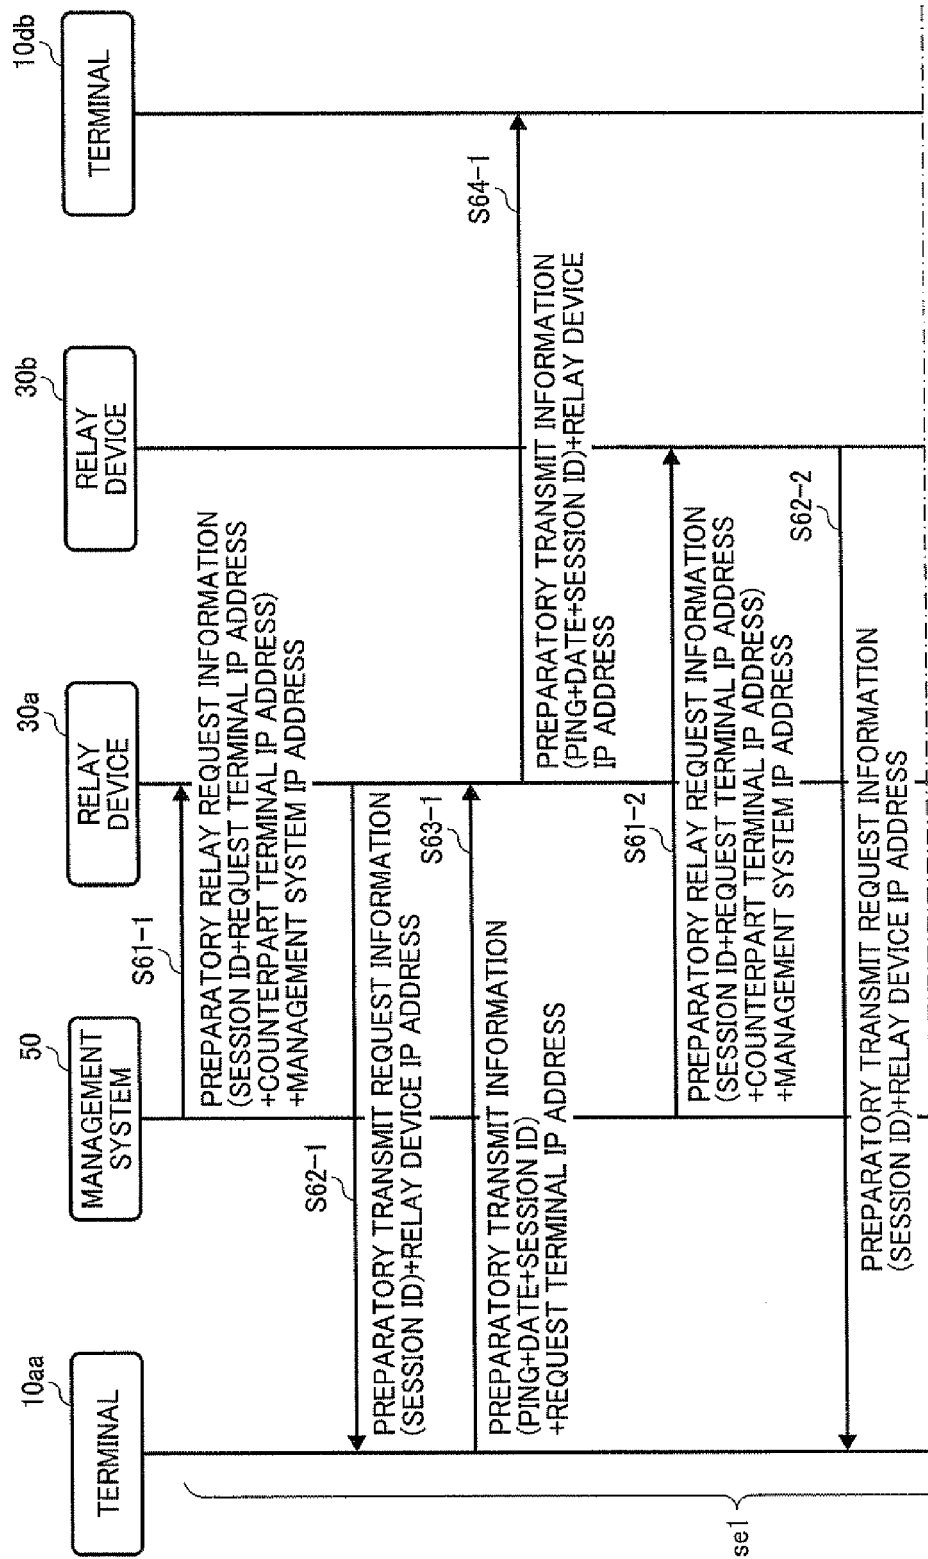 10aa
TERMINAL
50
MANAGEMENT
SYSTEM
30a
RELAY
DEVICE
30b
RELAY
DEVICE
10db
TERMINAL
S61-1
PREPARATORY RELAY REQUEST INFORMATION
(SESSION ID+REQUEST TERMINAL IP ADDRESS
+COUNTERPART TERMINAL IP ADDRESS)
+MANAGEMENT SYSTEM IP ADDRESS
S62-1
PREPARATORY TRANSMIT REQUEST INFORMATION
(SESSION ID)+RELAY DEVICE IP ADDRESS
S63-1
PREPARATORY TRANSMIT INFORMATION
(PING+DATE+SESSION ID)
+REQUEST TERMINAL IP ADDRESS
S64-1
PREPARATORY TRANSMIT INFORMATION
(PING+DATE+SESSION ID)+RELAY DEVICE
IP ADDRESS
S61-2
PREPARATORY RELAY REQUEST INFORMATION
(SESSION ID+REQUEST TERMINAL IP ADDRESS
+COUNTERPART TERMINAL IP ADDRESS)
+MANAGEMENT SYSTEM IP ADDRESS
S62-2
PREPARATORY TRANSMIT REQUEST INFORMATION
(SESSION ID)+RELAY DEVICE IP ADDRESS
se1